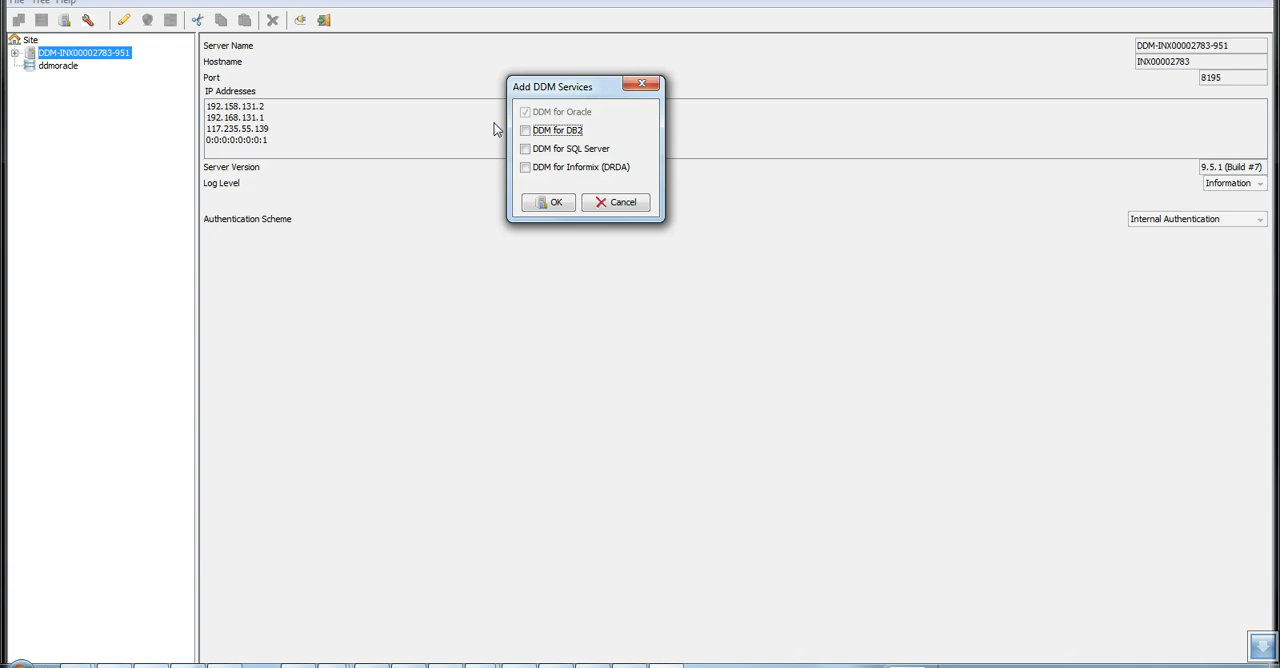 File Tree Help
Site
DDM-INX00002783-951
ddmoracle
Server Name
DDM-INX00002783-951
Hostname
INX00002783
Port
8195
IP Addresses
192.158.131.2
192.168.131.1
117.235.55.139
0:0:0:0:0:0:0:1
Server Version
9.5.1 (Build #7)
Log Level
Information
Authentication Scheme
Internal Authentication
Add DDM Services
DDM for Oracle
DDM for DB2
DDM for SQL Server
DDM for Informix (DRDA)
OK
Cancel